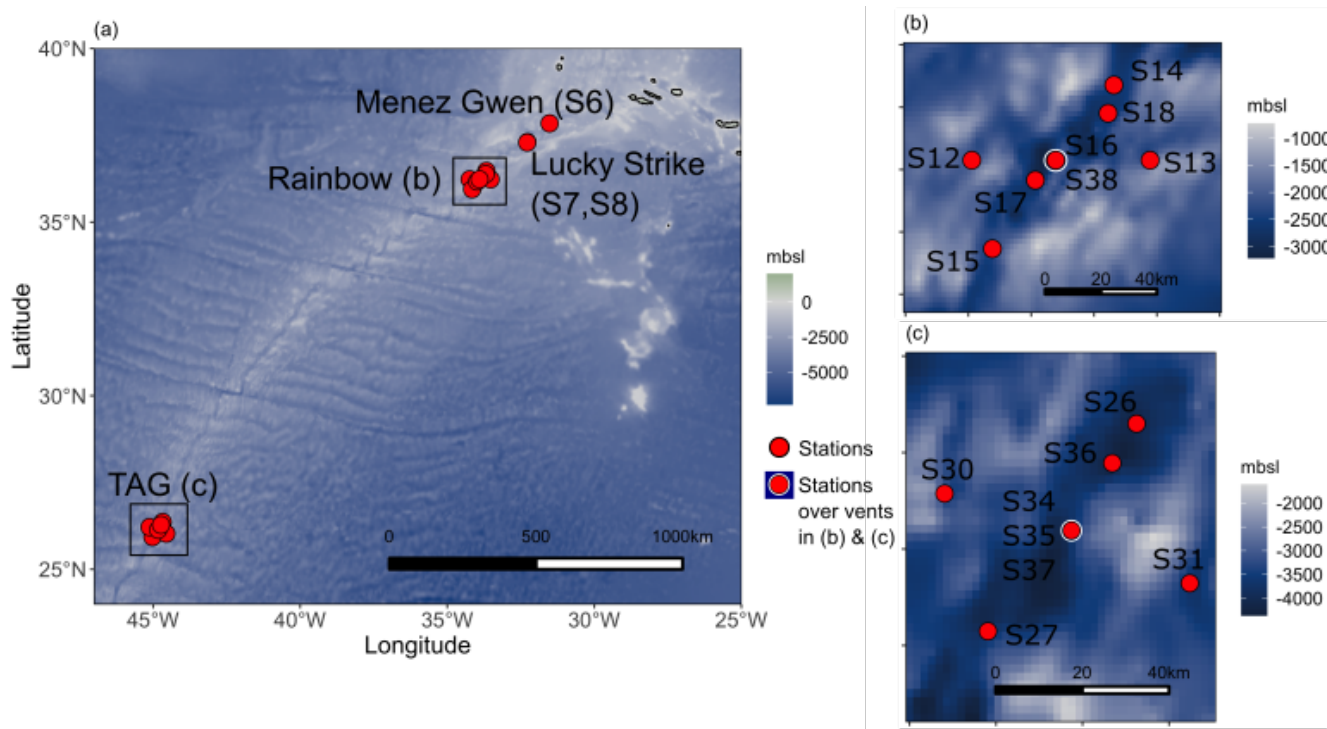 (a)
40°N
35°N
30°N
25°N
Latitude
45°W
40°W
35°W
30°W
25°W
Longitude
Menez Gwen (S6)
Rainbow (b)
Lucky Strike
(S7,S8)
TAG (c)
0
500
1000km
mbsl
0
-2500
-5000
Stations
Stations
over vents
in (b) & (c)
(b)
S14
S18
S12
S16
S13
S38
S17
S15
0
20
40km
mbsl
-1000
-1500
-2000
-2500
-3000
(c)
S26
S36
S30
S34
S35
S31
S37
S27
0
20
40km
mbsl
-2000
-2500
-3000
-3500
-4000